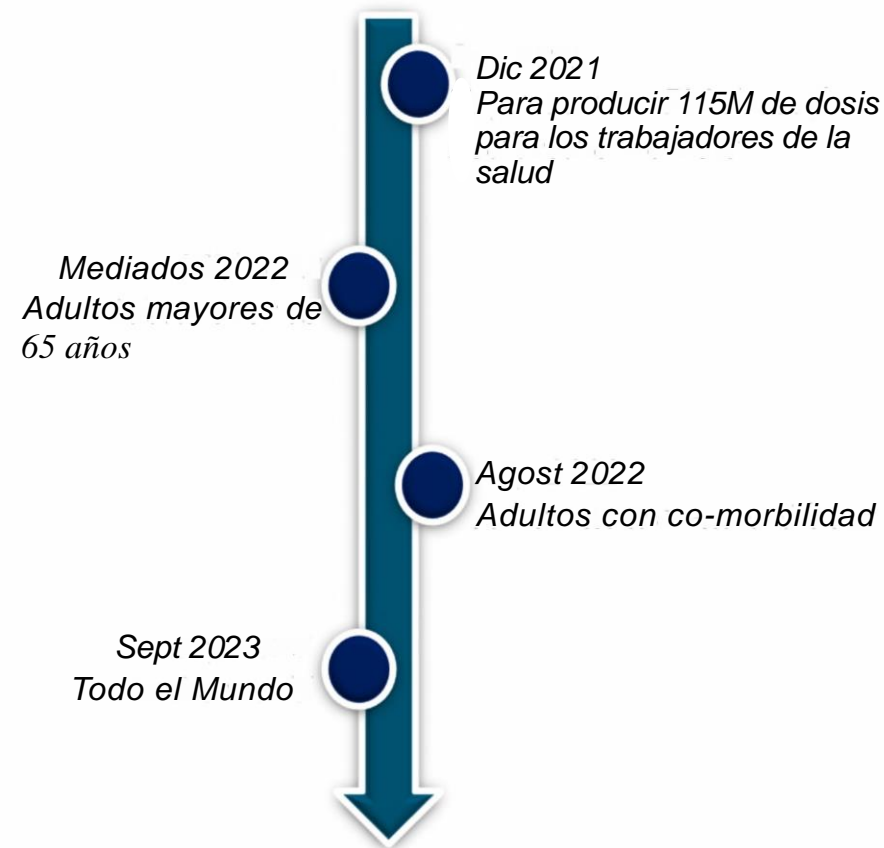 Dic 2021
Para producir 115M de dosis
para los trabajadores de la
salud
Mediados 2022
Adultos mayores de
65 años
Agost 2022
Adultos con co-morbilidad
Sept 2023
Todo el Mundo